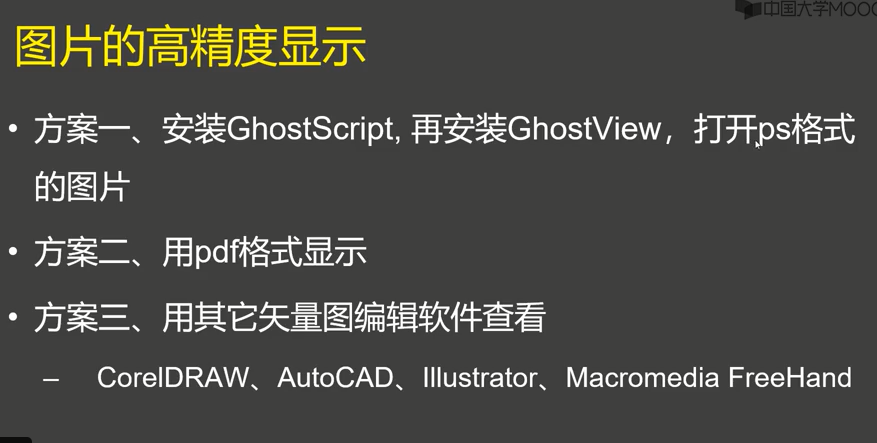 中国大学MOOC
图片的高精度显示
• 方案一、安装GhostScript, 再安装GhostView，打开ps格式
的图片
• 方案二、用pdf格式显示
• 方案三、用其它矢量图编辑软件查看
– CorelDRAW、AutoCAD、Illustrator、Macromedia FreeHand